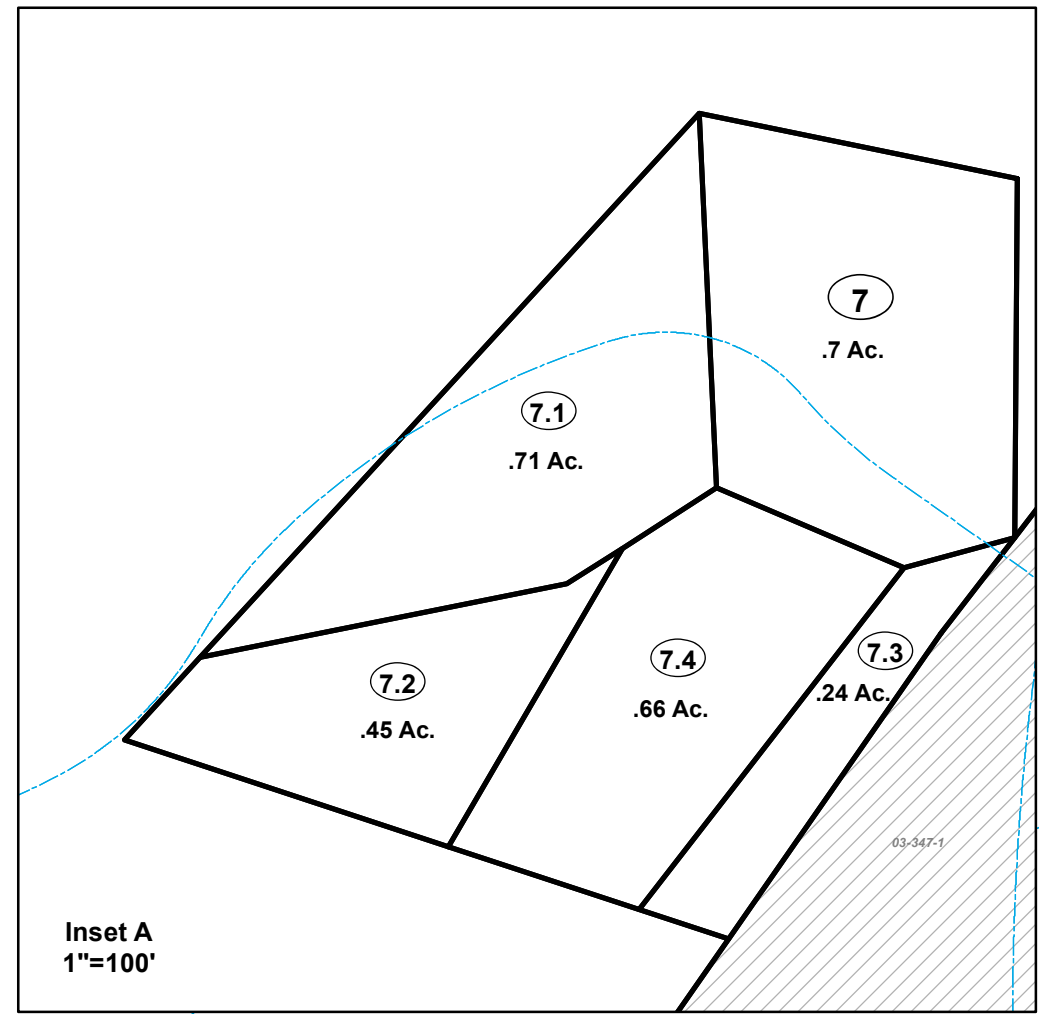 7
.7 Ac.
7.1
.71 Ac.
7.2
.45 Ac.
7.4
.66 Ac.
7.3
.24 Ac.
03-347-1
Inset A
1"=100'